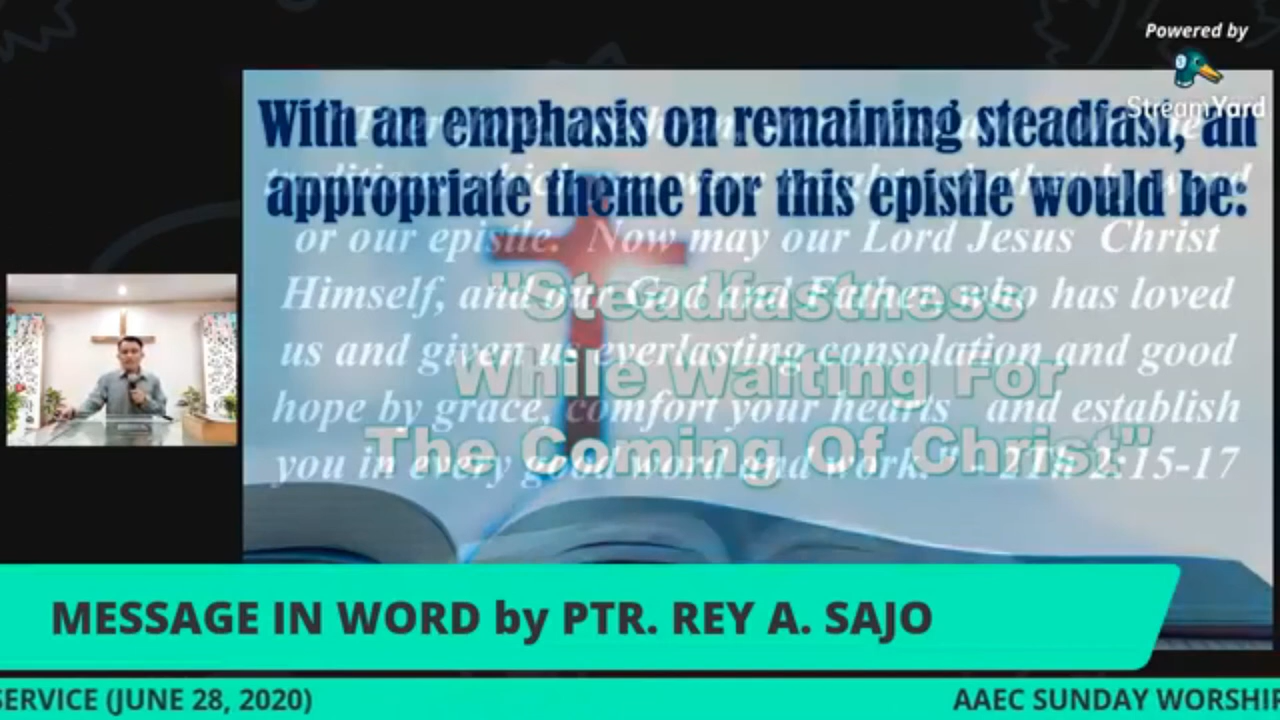 Powered by
StreamYard
With an emphasis on remaining steadfast, an
appropriate theme for this epistle would be:
or our epistle. Now may our Lord Jesus Christ
Himself, and our God and Father, who has loved
us and given us everlasting consolation and good
hope by grace, comfort your hearts and establish
you in every good word and work." - 2Th 2:15-17
"Steadfastness
While Waiting For
The Coming Of Christ"
MESSAGE IN WORD by PTR. REY A. SAJO
SERVICE (JUNE 28, 2020)
AAEC SUNDAY WORSHIP